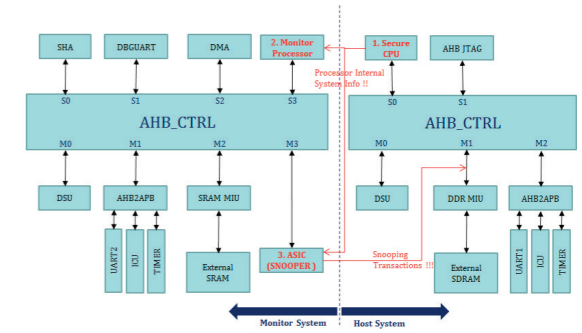 SHA
DBGUART
DMA
2. Monitor
Processor
1. Secure
CPU
AHB JTAG
Processor Internal
System Info !!
S0
S1
S2
S3
AHB_CTRL
M0
M1
M2
M3
S0
S1
AHB_CTRL
M0
M1
M2
DSU
AHB2APB
SRAM MIU
DSU
DDR MIU
AHB2APB
UART2
ICU
TIMER
External
SRAM
3. ASIC
(SNOOPER )
Snooping
Transactions !!!
External
SDRAM
UART1
ICU
TIMER
Monitor System
Host System